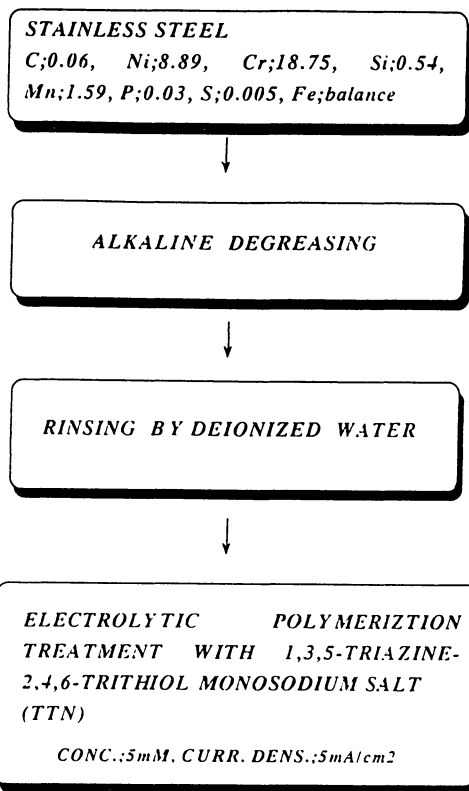 STAINLESS STEEL
C;0.06, Ni;8.89, Cr;18.75, Si;0.54,
Mn;1.59, P;0.03, S;0.005, Fe;balance
ALKALINE DEGREASING
RINSING BY DEIONIZED WATER
ELECTROLYTIC POLYMERIZTION
TREATMENT WITH 1,3,5-TRIAZINE-
2,4,6-TRITHIOL MONOSODIUM SALT
(TTN)
CONC.;5mM, CURR. DENS.;5mA/cm2